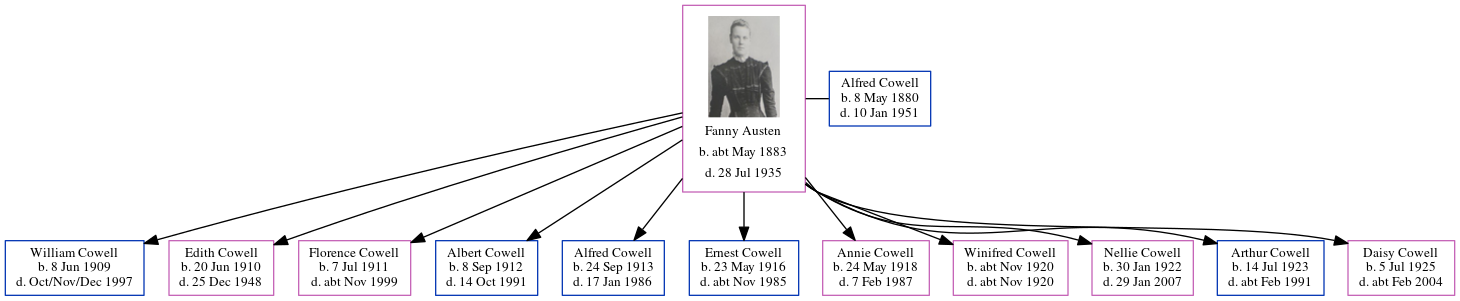 Fanny Austen
b. abt May 1883
d. 28 Jul 1935
Alfred Cowell
b. 8 May 1880
d. 10 Jan 1951
William Cowell
b. 8 Jun 1909
d. Oct/Nov/Dec 1997
Edith Cowell
b. 20 Jun 1910
d. 25 Dec 1948
Florence Cowell
b. 7 Jul 1911
d. abt Nov 1999
Albert Cowell
b. 8 Sep 1912
d. 14 Oct 1991
Alfred Cowell
b. 24 Sep 1913
d. 17 Jan 1986
Ernest Cowell
b. 23 May 1916
d. abt Nov 1985
Annie Cowell
b. 24 May 1918
d. 7 Feb 1987
Winifred Cowell
b. abt Nov 1920
d. abt Nov 1920
Nellie Cowell
b. 30 Jan 1922
d. 29 Jan 2007
Arthur Cowell
b. 14 Jul 1923
d. abt Feb 1991
Daisy Cowell
b. 5 Jul 1925
d. abt Feb 2004